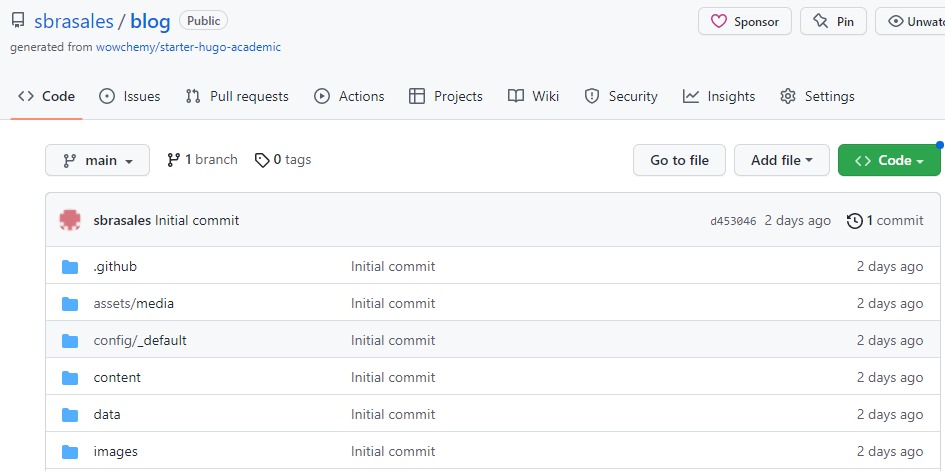 sbrasales / blog Public Sponsor Pin
generated from wowchemy/starter-hugo-academic
Code Issues Pull requests Actions Projects Wiki Security Insights Settings
main 1 branch 0 tags Go to file Add file Code
sbrasales Initial commit d453046 2 days ago 1 commit
.github Initial commit 2 days ago
assets/media Initial commit 2 days ago
config/_default Initial commit 2 days ago
content Initial commit 2 days ago
data Initial commit 2 days ago
images Initial commit 2 days ago